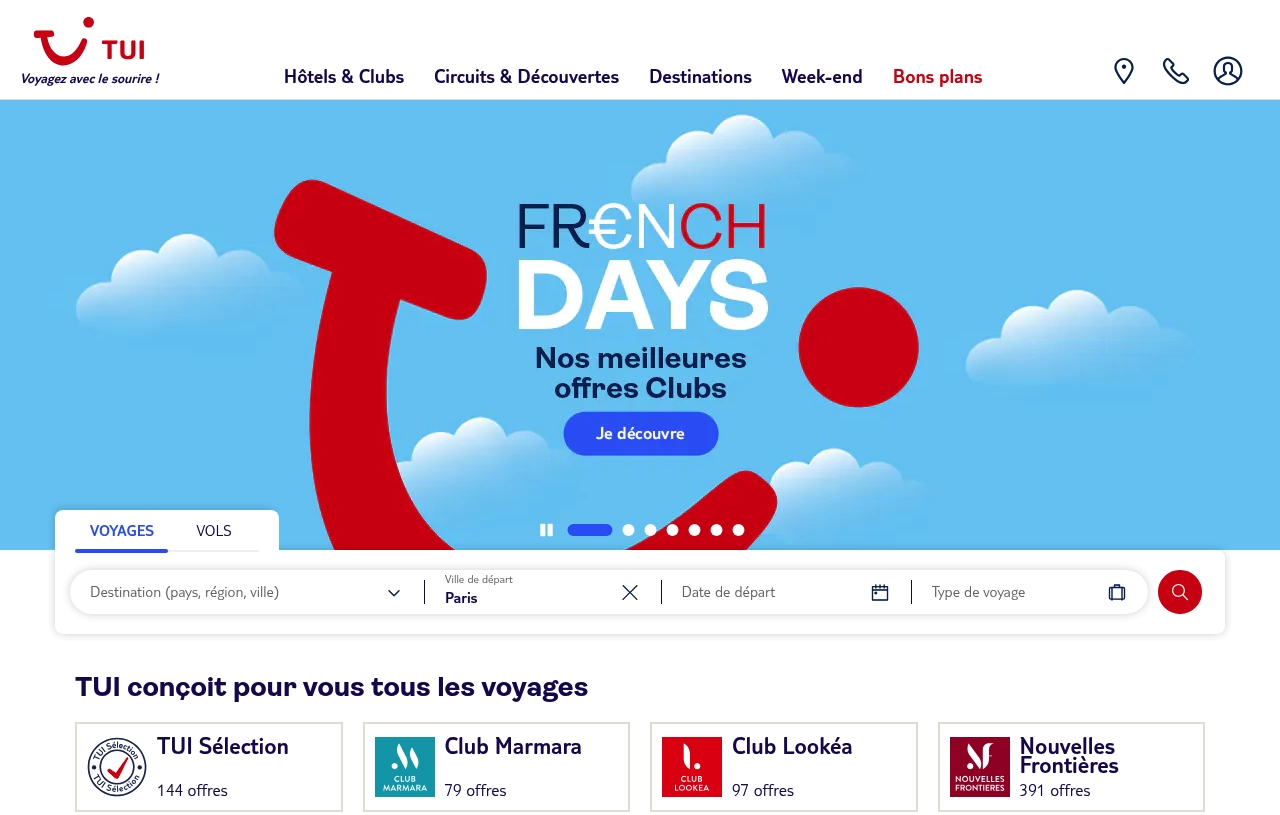 TUI
Voyagez avec le sourire !
Hôtels & Clubs
Circuits & Découvertes
Destinations
Week-end
Bons plans
FR€NCH
DAYS
Nos meilleures
offres Clubs
Je découvre
VOYAGES
VOLS
Destination (pays, région, ville)
Ville de départ
Paris
Date de départ
Type de voyage
TUI conçoit pour vous tous les voyages
TUI Sélection
TUI Sélection
TUI Sélection
144 offres
CLUB
MARMARA
Club Marmara
79 offres
CLUB
LOOKEA
Club Lookéa
97 offres
NOUVELLES
FRONTIERES
Nouvelles
Frontières
391 offres